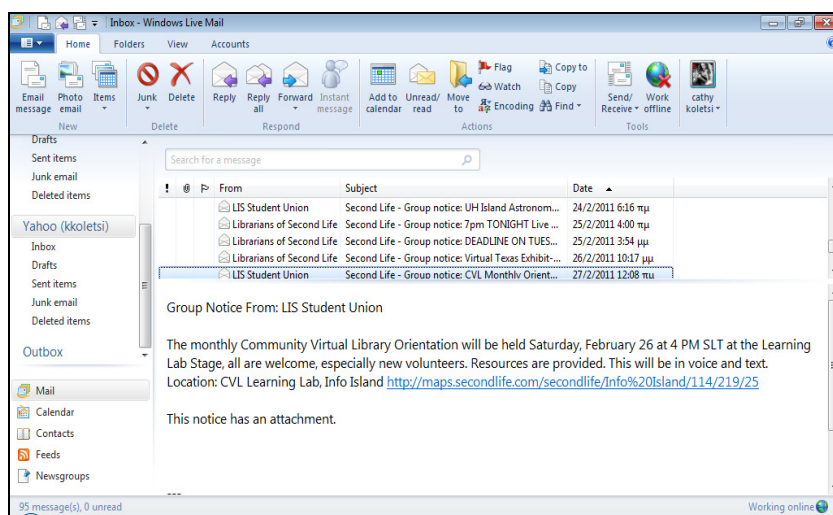 Inbox - Windows Live Mail
Home Folders View Accounts
Email message Photo email Items Junk Delete Reply Reply all Forward Instant message Add to calendar Unread/ read Move to Flag Watch Encoding Copy to Copy Find Send/ Receive Work offline cathy koletsi
New Delete Respond Actions Tools
Drafts
Sent items
Junk email
Deleted items
Yahoo (kkoletsi)
Inbox
Drafts
Sent items
Junk email
Deleted items
Outbox
Mail
Calendar
Contacts
Feeds
Newsgroups
Search for a message
! From Subject Date
LIS Student Union Second Life - Group notice: UH Island Astronom... 24/2/2011 6:16 πμ
Librarians of Second Life Second Life - Group notice: 7pm TONIGHT Live ... 25/2/2011 4:00 πμ
Librarians of Second Life Second Life - Group notice: DEADLINE ON TUES... 25/2/2011 3:54 μμ
Librarians of Second Life Second Life - Group notice: Virtual Texas Exhibit-... 26/2/2011 10:17 μμ
LIS Student Union Second Life - Group notice: CVL Monthly Orient... 27/2/2011 12:08 πμ
Group Notice From: LIS Student Union
The monthly Community Virtual Library Orientation will be held Saturday, February 26 at 4 PM SLT at the Learning
Lab Stage, all are welcome, especially new volunteers. Resources are provided. This will be in voice and text.
Location: CVL Learning Lab, Info Island http://maps.secondlife.com/secondlife/Info%20Island/114/219/25
This notice has an attachment.
---
95 message(s), 0 unread
Working online